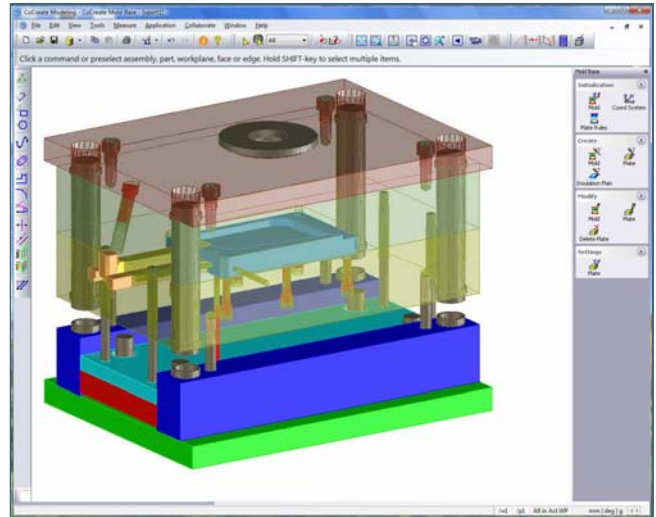 CoCreate Modeling - CoCreate Mold Base
File Edit View Tools Measure Application Collaborate Window Help
All
Click a command or preselect assembly, part, workplane, face or edge. Hold SHIFT-key to select multiple items.
Mold Base
Initialization
Mold Coord System
Plate Rules
Create
Mold Plate
Insulation Plate
Modify
Mold Plate
Delete Plate
Settings
Plate
/w1 /p1 All in Act WP mm | deg | g